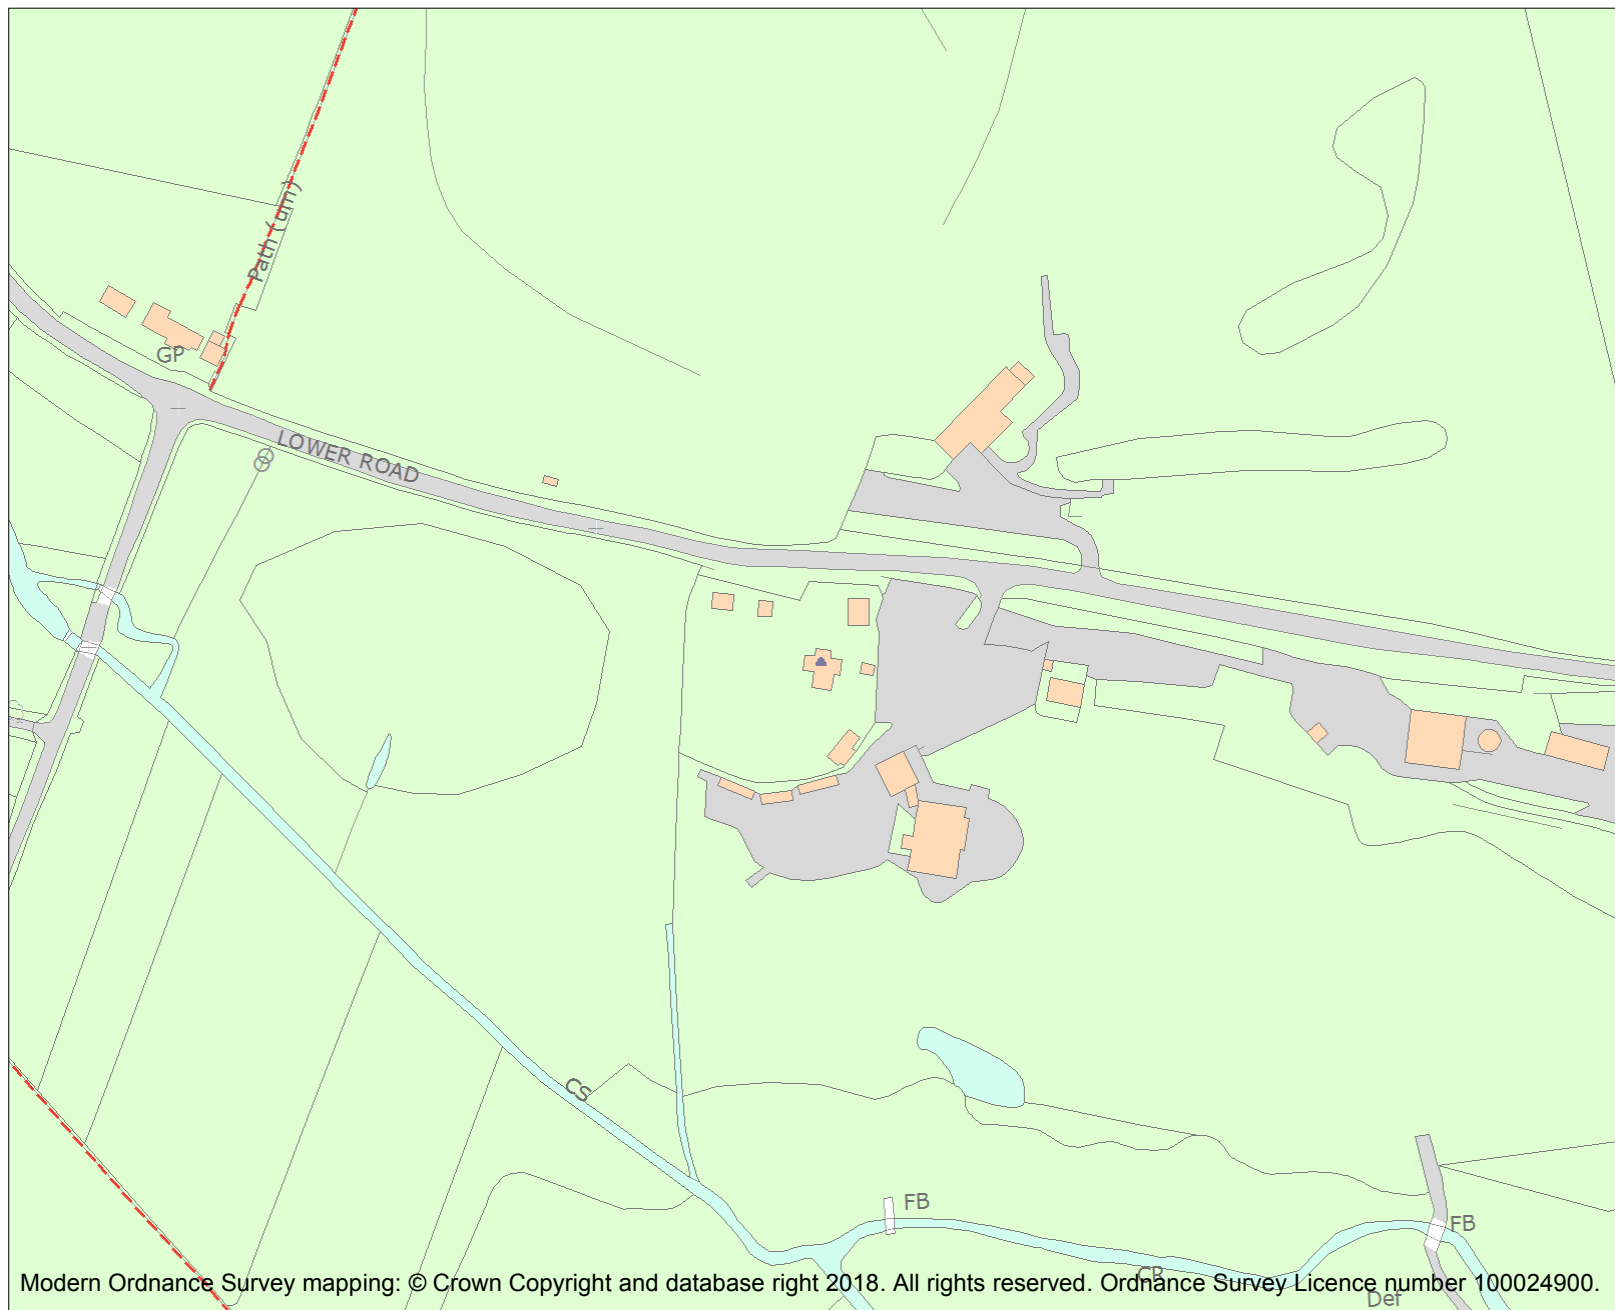 Path (um)
GP
LOWER ROAD
CS
FB
FB
CR
Def
Modern Ordnance Survey mapping: © Crown Copyright and database right 2018. All rights reserved. Ordnance Survey Licence number 100024900.